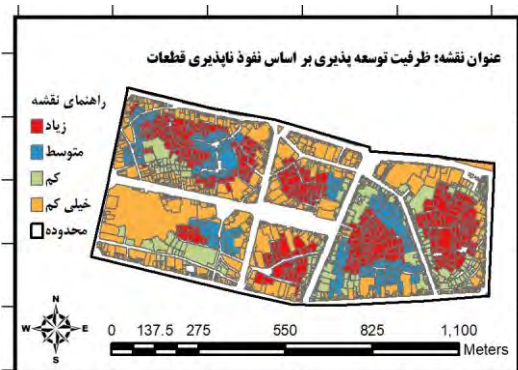 عنوان نقشه: ظرفیت توسعه پذیری بر اساس نفوذ ناپذیری قطعات
راهنمای نقشه
زیاد
متوسط
کم
خیلی کم
محدوده
N
W E
S
0 137.5 275 550 825 1,100
Meters